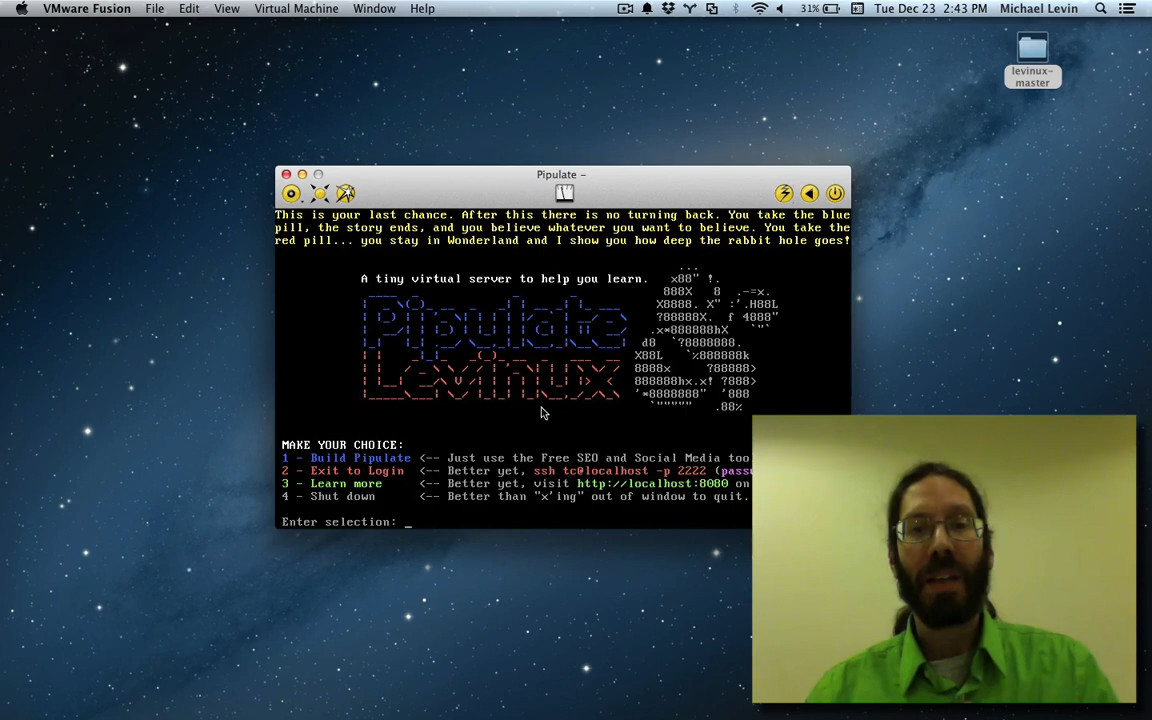 VMware Fusion File Edit View Virtual Machine Window Help 31% Tue Dec 23 2:43 PM Michael Levin
levinux-
master
Pipulate -
This is your last chance. After this there is no turning back. You take the blue
pill, the story ends, and you believe whatever you want to believe. You take the
red pill... you stay in Wonderland and I show you how deep the rabbit hole goes!
A tiny virtual server to help you learn.
Pipulate
Levinux
MAKE YOUR CHOICE:
1 - Build Pipulate <-- Just use the Free SEO and Social Media too
2 - Exit to Login <-- Better yet, ssh tc@localhost -p 2222 (passw
3 - Learn more <-- Better yet, visit http://localhost:8080 on
4 - Shut down <-- Better than "x'ing" out of window to quit.
Enter selection: _